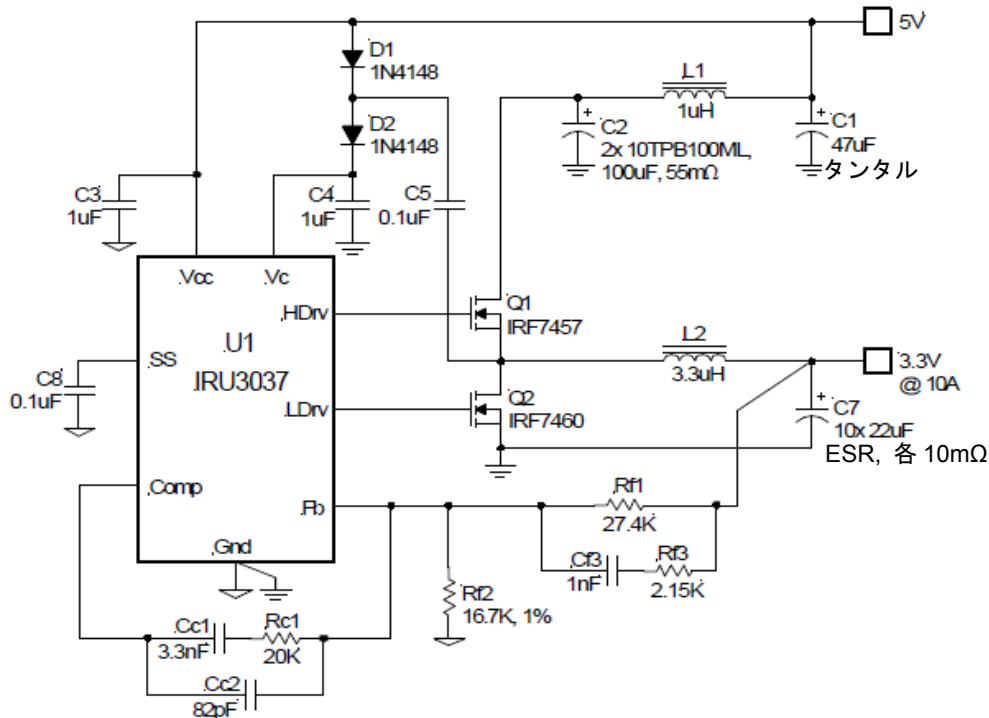 5V
D1
1N4148
L1
1uH
D2
1N4148
C2
2x 10TPB100ML,
100uF, 55mΩ
C1
47uF
タンタル
C3
1uF
C4
1uF
C5
0.1uF
Vcc
Vc
HDrv
Q1
IRF7457
U1
IRU3037
SS
C8
0.1uF
L2
3.3uH
3.3V
@ 10A
LDrv
Q2
IRF7460
C7
10x 22uF
ESR, 各 10mΩ
Comp
Fb
Rf1
27.4K
Gnd
Cf3
1nF
Rf3
2.15K
Rf2
16.7K, 1%
Cc1
3.3nF
Rc1
20K
Cc2
82pF